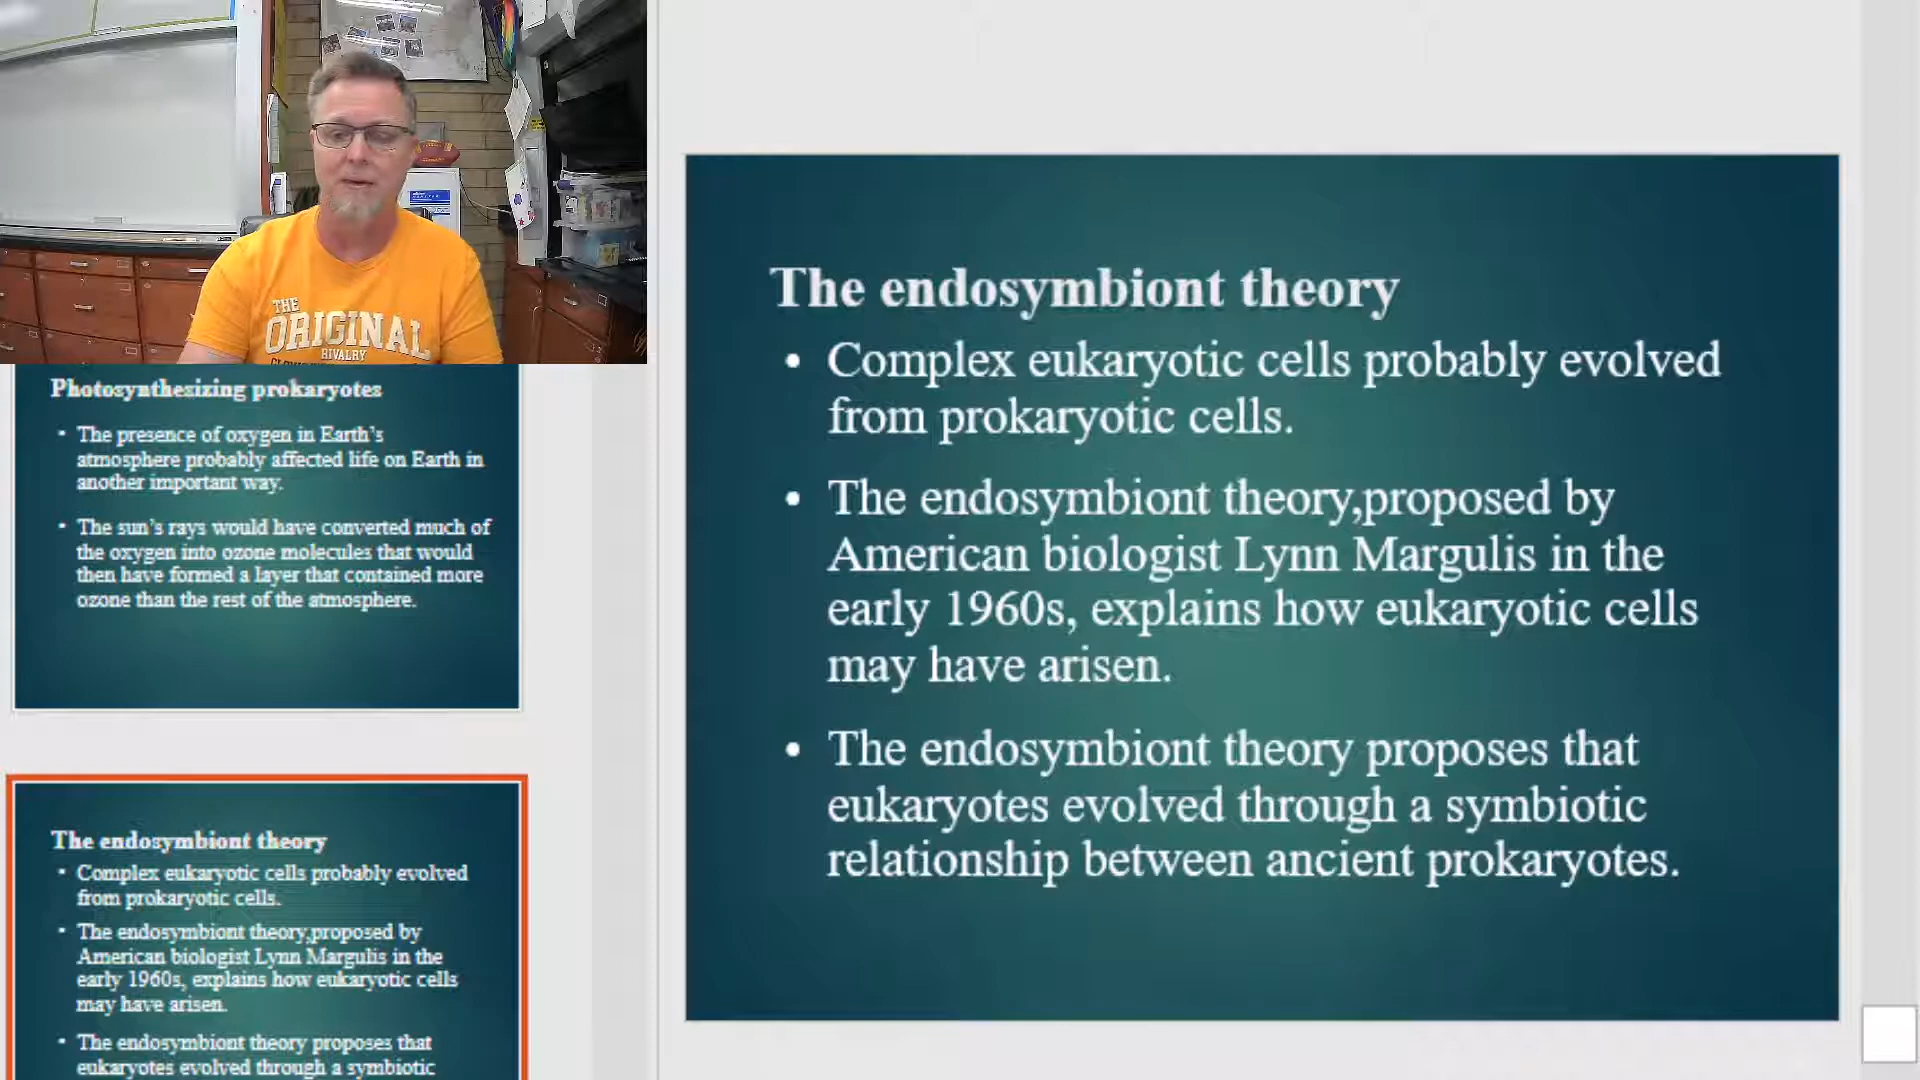 THE
ORIGINAL
RIVALRY
Photosynthesizing prokaryotes
• The presence of oxygen in Earth's
atmosphere probably affected life on Earth in
another important way.
• The sun's rays would have converted much of
the oxygen into ozone molecules that would
then have formed a layer that contained more
ozone than the rest of the atmosphere.
The endosymbiont theory
• Complex eukaryotic cells probably evolved
from prokaryotic cells.
• The endosymbiont theory,proposed by
American biologist Lynn Margulis in the
early 1960s, explains how eukaryotic cells
may have arisen.
• The endosymbiont theory proposes that
eukaryotes evolved through a symbiotic
The endosymbiont theory
• Complex eukaryotic cells probably evolved
from prokaryotic cells.
• The endosymbiont theory,proposed by
American biologist Lynn Margulis in the
early 1960s, explains how eukaryotic cells
may have arisen.
• The endosymbiont theory proposes that
eukaryotes evolved through a symbiotic
relationship between ancient prokaryotes.